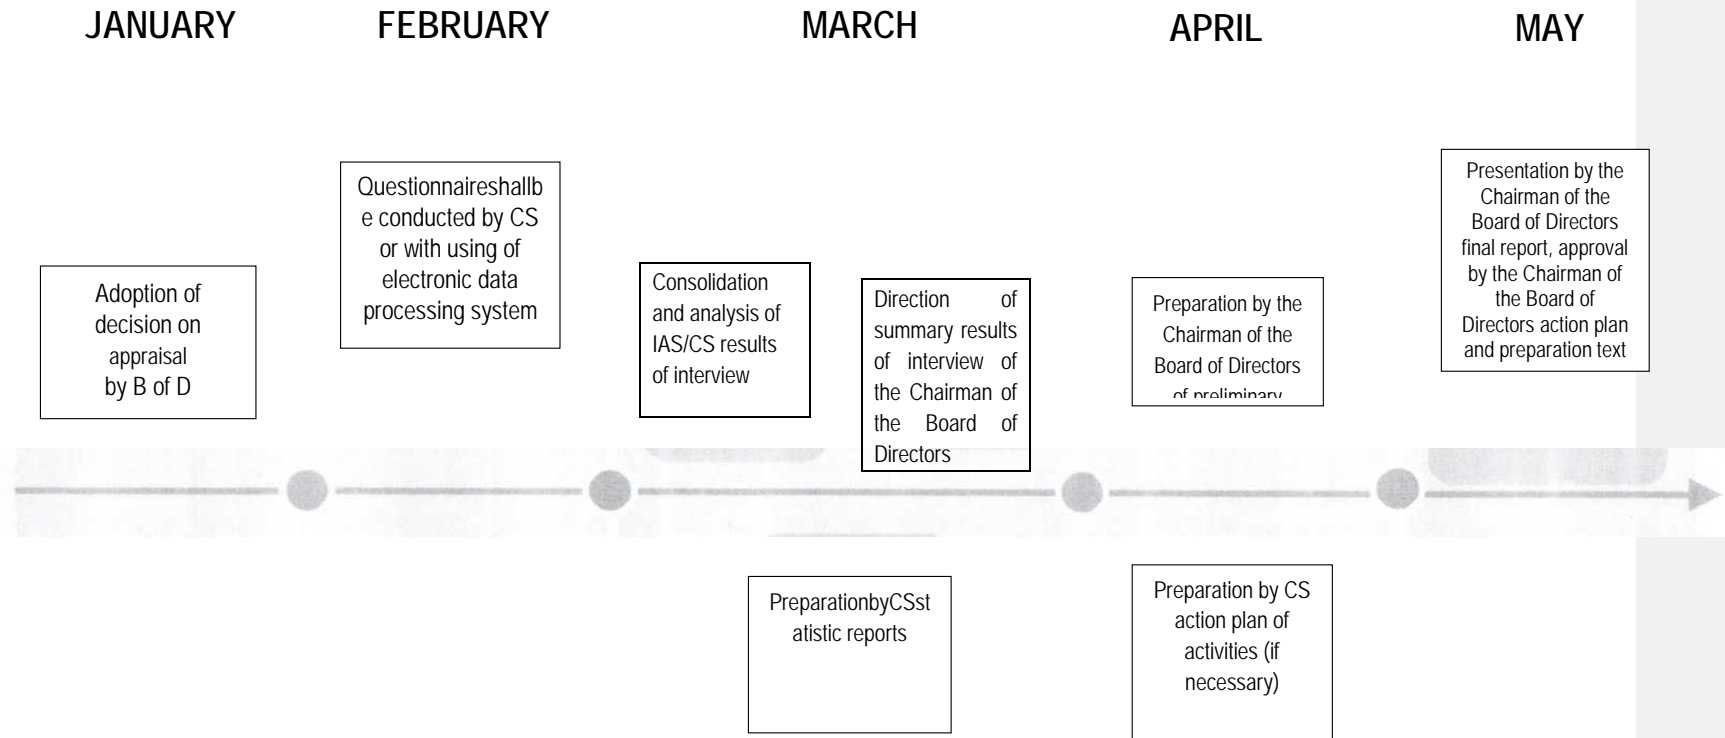 JANUARY
FEBRUARY
MARCH
APRIL
MAY
Adoption of
decision on
appraisal
by B of D
Questionnaireshallb
e conducted by CS
or with using of
electronic data
processing system
Consolidation
and analysis of
IAS/CS results
of interview
Direction of
summary results
of interview of
the Chairman of
the Board of
Directors
Preparation by the
Chairman of the
Board of Directors
of preliminary
Presentation by the
Chairman of the
Board of Directors
final report, approval
by the Chairman of
the Board of
Directors action plan
and preparation text
PreparationbyCSst
atistic reports
Preparation by CS
action plan of
activities (if
necessary)